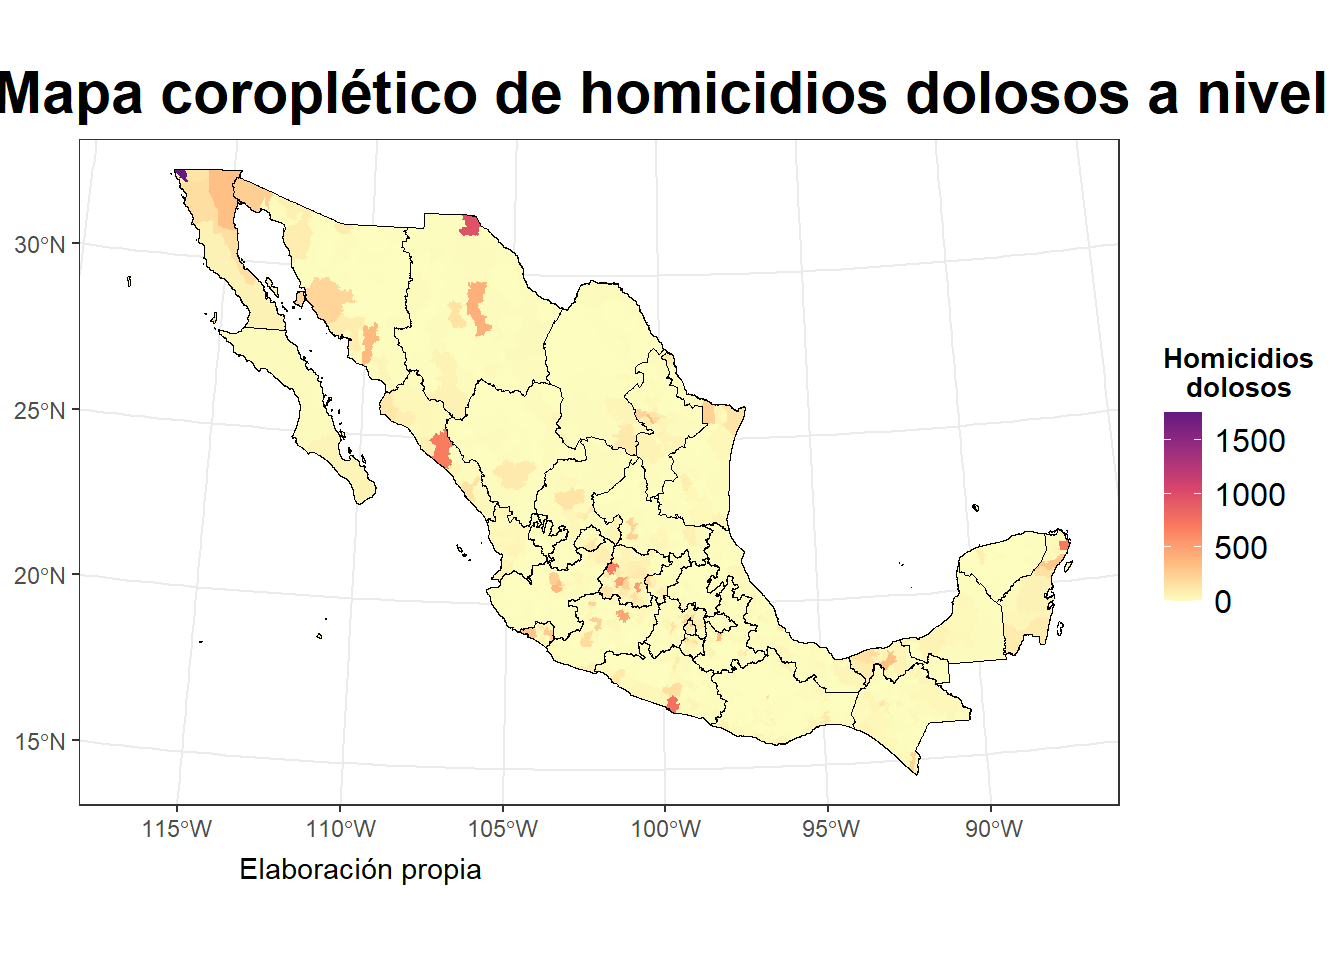 Mapa coroplético de homicidios dolosos a nivel
30°N
25°N
20°N
15°N
115°W
110°W
105°W
100°W
95°W
90°W
Homicidios
dolosos
1500
1000
500
0
Elaboración propia